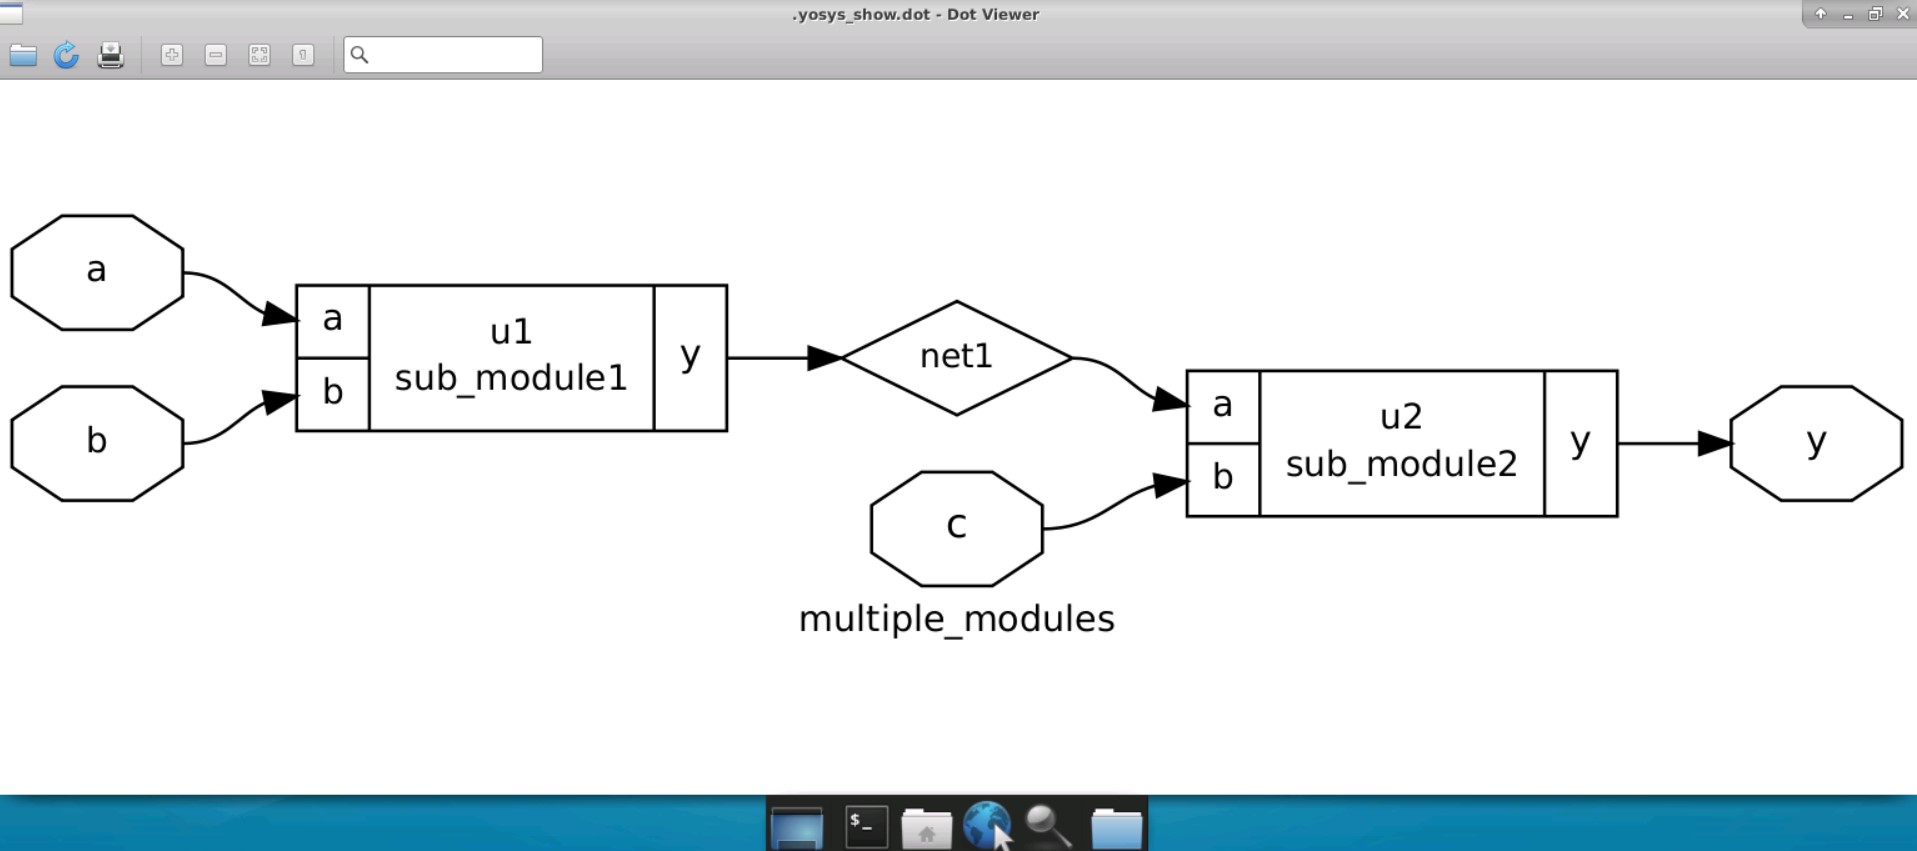 .yosys_show.dot - Dot Viewer
a
b
a
b
u1
sub_module1
y
net1
c
a
b
u2
sub_module2
y
y
multiple_modules
$_